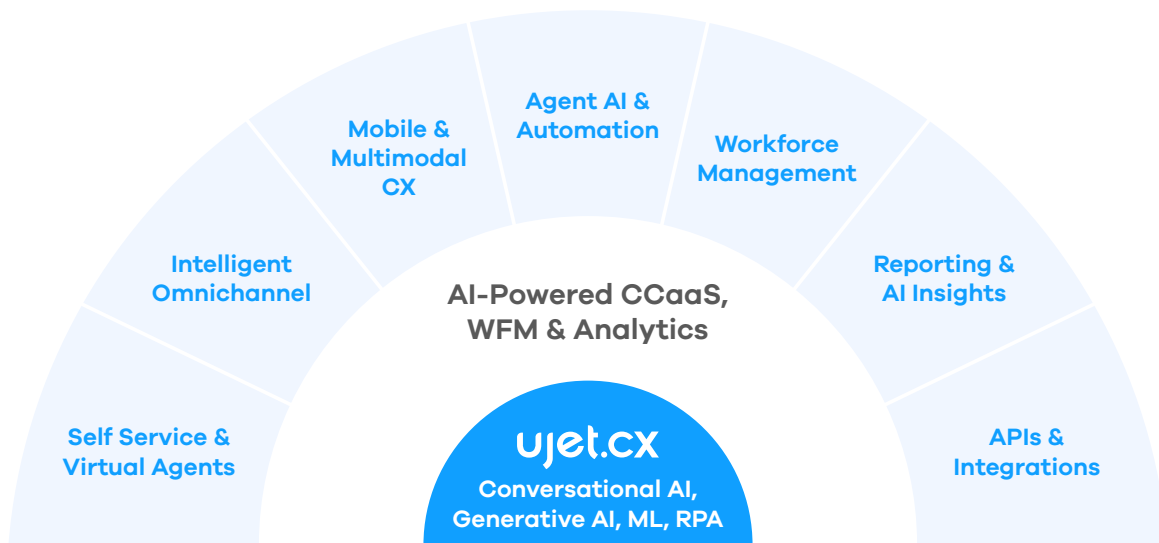 Self Service &
Virtual Agents
Intelligent
Omnichannel
Mobile &
Multimodal
CX
Agent AI &
Automation
Workforce
Management
Reporting &
AI Insights
APIs &
Integrations
AI-Powered CCaaS,
WFM & Analytics
ujet.cx
Conversational AI,
Generative AI, ML, RPA